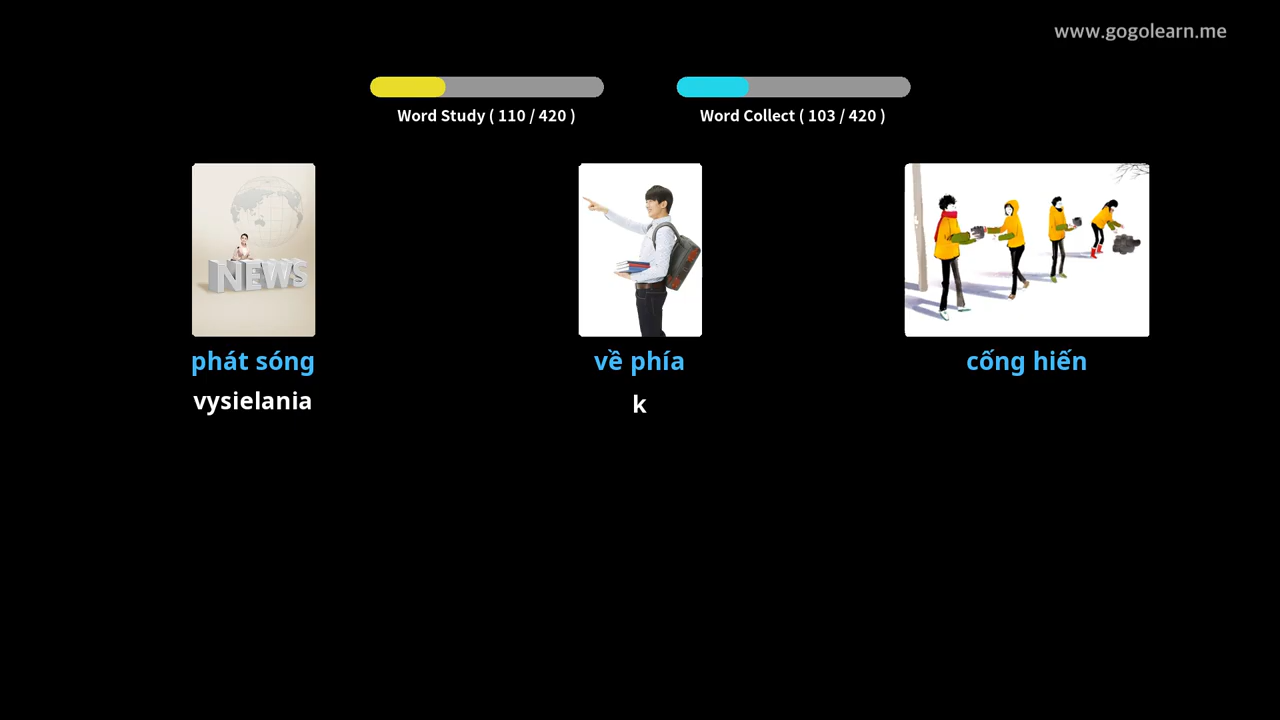 www.gogolearn.me
Word Study ( 110 / 420 )
Word Collect ( 103 / 420 )
NEWS
phát sóng
về phía
cống hiến
vysielania
k